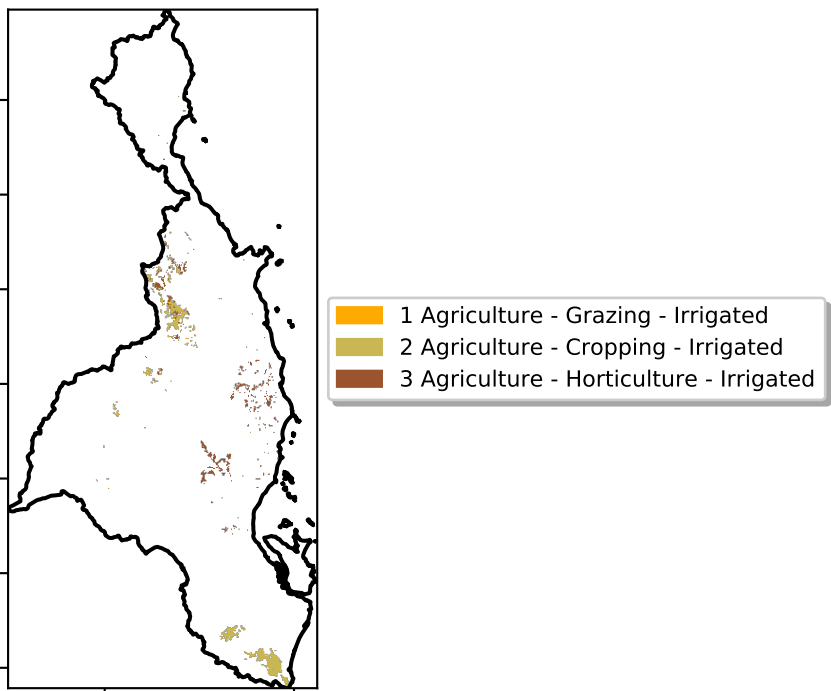 1 Agriculture - Grazing - Irrigated
2 Agriculture - Cropping - Irrigated
3 Agriculture - Horticulture - Irrigated